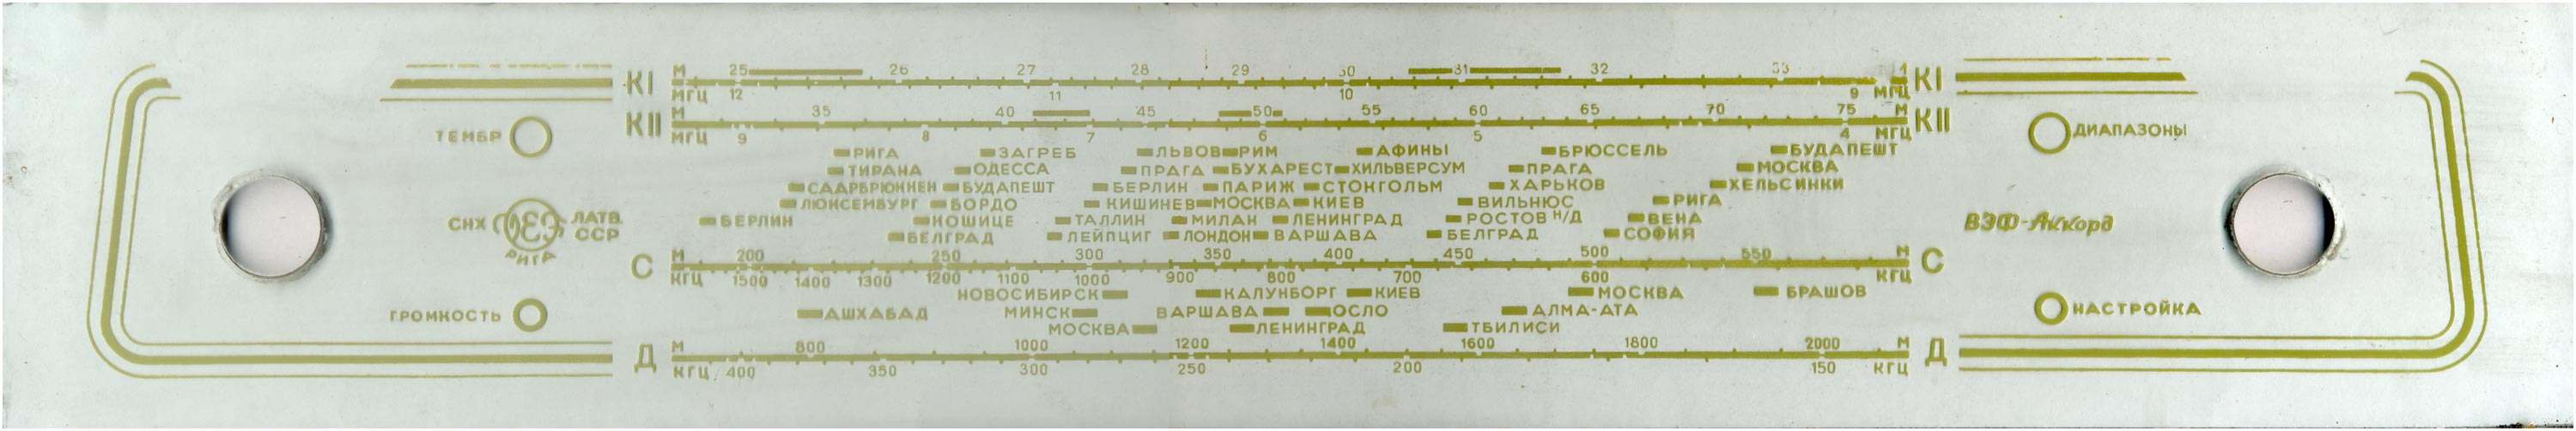 М 25 26 27 28 29 30 31 32 33
КI КI
МГЦ 12 11 10 9 МГЦ
М 35 40 45 50 55 60 65 70 75 М
КII КII
МГЦ 9 8 7 6 5 4 МГЦ
ТЕМБР ДИАПАЗОНЫ
РИГА ЗАГРЕБ ЛЬВОВ РИМ АФИНЫ БРЮССЕЛЬ БУДАПЕШТ
ТИРАНА ОДЕССА ПРАГА БУХАРЕСТ ХИЛЬВЕРСУМ ПРАГА МОСКВА
СААРБРЮККЕН БУДАПЕШТ БЕРЛИН ПАРИЖ СТОКГОЛЬМ ХАРЬКОВ ХЕЛЬСИНКИ
ЛЮКСЕМБУРГ БОРДО КИШИНЕВ МОСКВА КИЕВ ВИЛЬНЮС РИГА
БЕРЛИН КОШИЦЕ ТАЛЛИН МИЛАН ЛЕНИНГРАД РОСТОВ Н/Д ВЕНА
БЕЛГРАД ЛЕЙПЦИГ ЛОНДОН ВАРШАВА БЕЛГРАД СОФИЯ
СНХ ВЭФ ЛАТВ. ССР
РИГА
ВЭФ-Аккорд
М 200 250 300 350 400 450 500 550 М
С С
КГЦ 1500 1400 1300 1200 1100 1000 900 800 700 600 КГЦ
НОВОСИБИРСК КАЛУНБОРГ КИЕВ МОСКВА БРАШОВ
АШХАБАД МИНСК ВАРШАВА ОСЛО АЛМА-АТА
МОСКВА ЛЕНИНГРАД ТБИЛИСИ
ГРОМКОСТЬ НАСТРОЙКА
М 800 1000 1200 1400 1600 1800 2000 М
Д Д
КГЦ 400 350 300 250 200 150 КГЦ